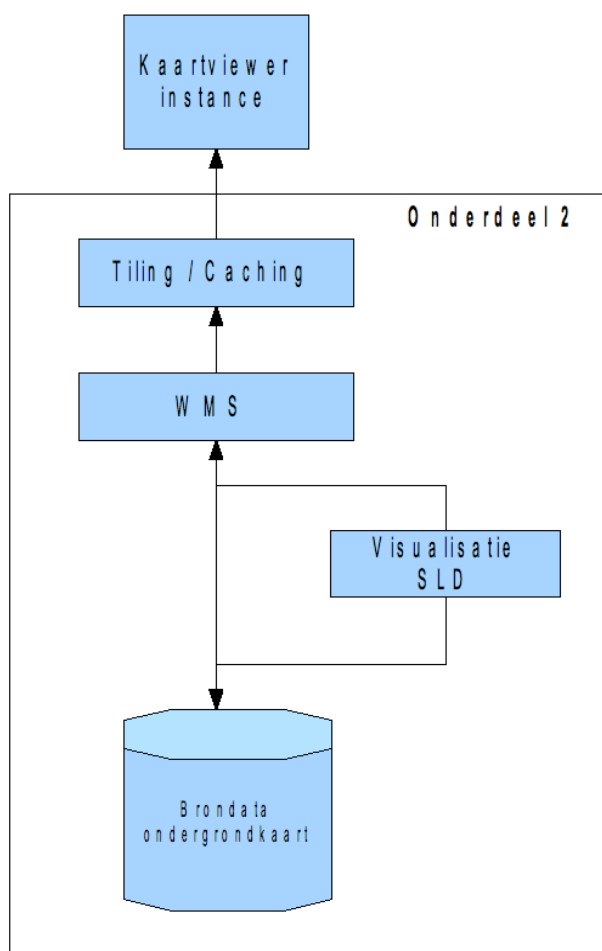 Kaartviewer
instance
Onderdeel 2
Tiling / Caching
WMS
Visualisatie
SLD
Brondata
ondergrondkaart